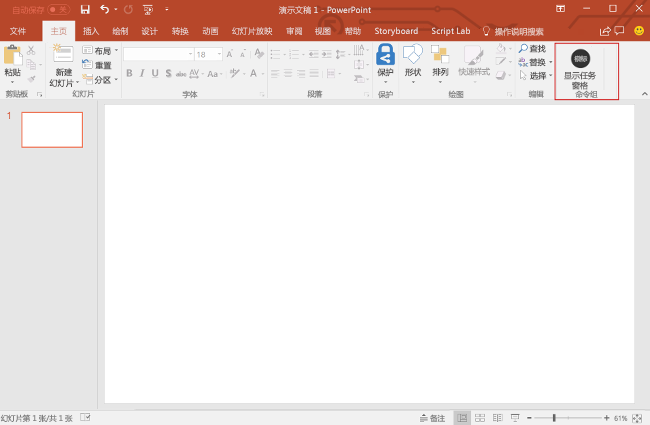 自动保存 关 演示文稿 1 - PowerPoint
文件 主页 插入 绘制 设计 转换 动画 幻灯片放映 审阅 视图 帮助 Storyboard Script Lab 操作说明搜索
粘贴
新建
幻灯片
布局
重置
分区
18
B I U S abc AV Aa A
保护
形状
排列
快速样式
查找
替换
选择
显示任务
窗格
剪贴板 幻灯片 字体 段落 保护 绘图 编辑 命令组
1
幻灯片第 1 张/共 1 张 备注 61%